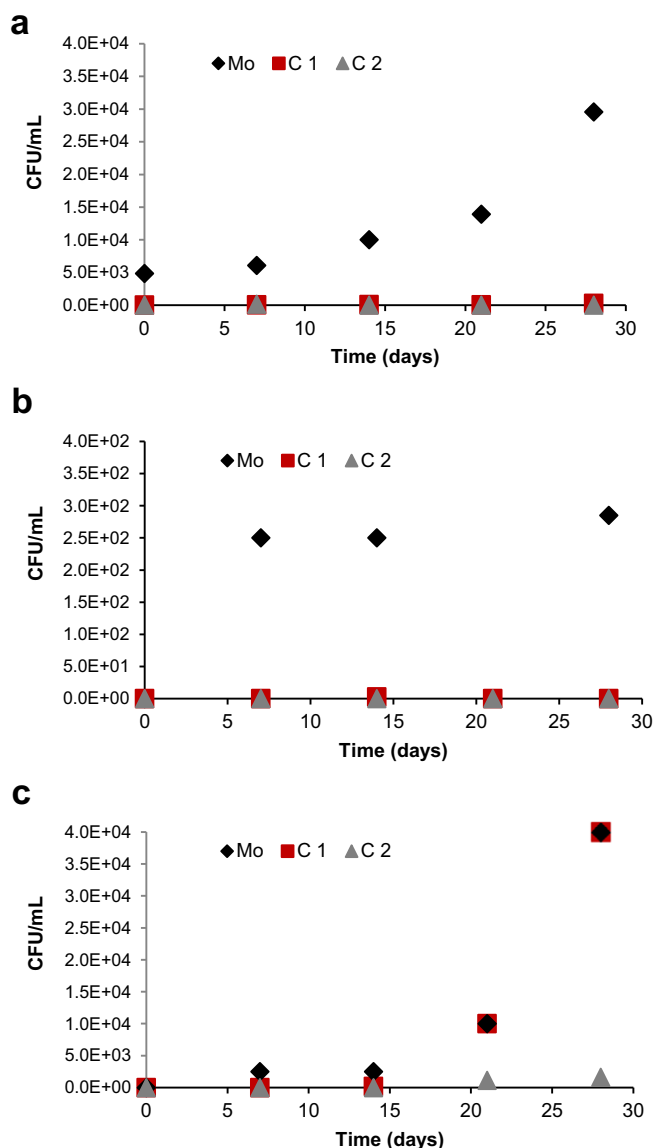 a
4.0E+04
Mo C 1 C 2
3.5E+04
3.0E+04
2.5E+04
2.0E+04
1.5E+04
1.0E+04
5.0E+03
0.0E+00
CFU/mL
0 5 10 15 20 25 30
Time (days)
b
4.0E+02
Mo C 1 C 2
3.5E+02
3.0E+02
2.5E+02
2.0E+02
1.5E+02
1.0E+02
5.0E+01
0.0E+00
CFU/mL
0 5 10 15 20 25 30
Time (days)
c
4.0E+04
Mo C 1 C 2
3.5E+04
3.0E+04
2.5E+04
2.0E+04
1.5E+04
1.0E+04
5.0E+03
0.0E+00
CFU/mL
0 5 10 15 20 25 30
Time (days)